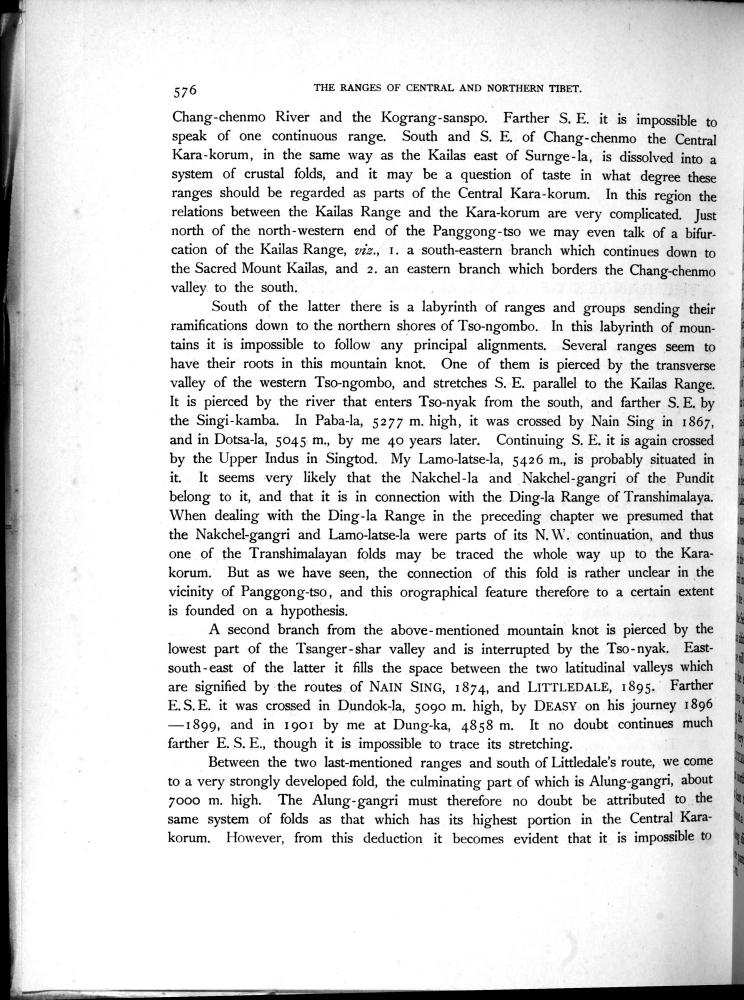 576 THE RANGES OF CENTRAL AND NORTHERN TIBET.
Chang-chenmo River and the Kograng-sanspo. Farther S. E. it is impossible to
speak of one continuous range. South and S. E. of Chang-chenmo the Central
Kara-korum, in the same way as the Kailas east of Surnge-la, is dissolved into a
system of crustal folds, and it may be a question of taste in what degree these
ranges should be regarded as parts of the Central Kara-korum. In this region the
relations between the Kailas Range and the Kara-korum are very complicated. Just
north of the north-western end of the Panggong-tso we may even talk of a bifur-
cation of the Kailas Range, viz., 1. a south-eastern branch which continues down to
the Sacred Mount Kailas, and 2. an eastern branch which borders the Chang-chenmo
valley to the south.
South of the latter there is a labyrinth of ranges and groups sending their
ramifications down to the northern shores of Tso-ngombo. In this labyrinth of moun-
tains it is impossible to follow any principal alignments. Several ranges seem to
have their roots in this mountain knot. One of them is pierced by the transverse
valley of the western Tso-ngombo, and stretches S. E. parallel to the Kailas Range.
It is pierced by the river that enters Tso-nyak from the south, and farther S. E. by
the Singi-kamba. In Paba-la, 5277 m. high, it was crossed by Nain Sing in 1867,
and in Dotsa-la, 5045 m., by me 40 years later. Continuing S. E. it is again crossed
by the Upper Indus in Singtod. My Lamo-latse-la, 5426 m., is probably situated in
it. It seems very likely that the Nakchel-la and Nakchel-gangri of the Pundit
belong to it, and that it is in connection with the Ding-la Range of Transhimalaya.
When dealing with the Ding-la Range in the preceding chapter we presumed that
the Nakchel-gangri and Lamo-latse-la were parts of its N. W. continuation, and thus
one of the Transhimalayan folds may be traced the whole way up to the Kara-
korum. But as we have seen, the connection of this fold is rather unclear in the
vicinity of Panggong-tso, and this orographical feature therefore to a certain extent
is founded on a hypothesis.
A second branch from the above-mentioned mountain knot is pierced by the
lowest part of the Tsanger-shar valley and is interrupted by the Tso-nyak. East-
south-east of the latter it fills the space between the two latitudinal valleys which
are signified by the routes of NAIN SING, 1874, and LITTLEDALE, 1895. Farther
E. S. E. it was crossed in Dundok-la, 5090 m. high, by DEASY on his journey 1896
—1899, and in 1901 by me at Dung-ka, 4858 m. It no doubt continues much
farther E. S. E., though it is impossible to trace its stretching.
Between the two last-mentioned ranges and south of Littledale's route, we come
to a very strongly developed fold, the culminating part of which is Alung-gangri, about
7000 m. high. The Alung-gangri must therefore no doubt be attributed to the
same system of folds as that which has its highest portion in the Central Kara-
korum. However, from this deduction it becomes evident that it is impossible to